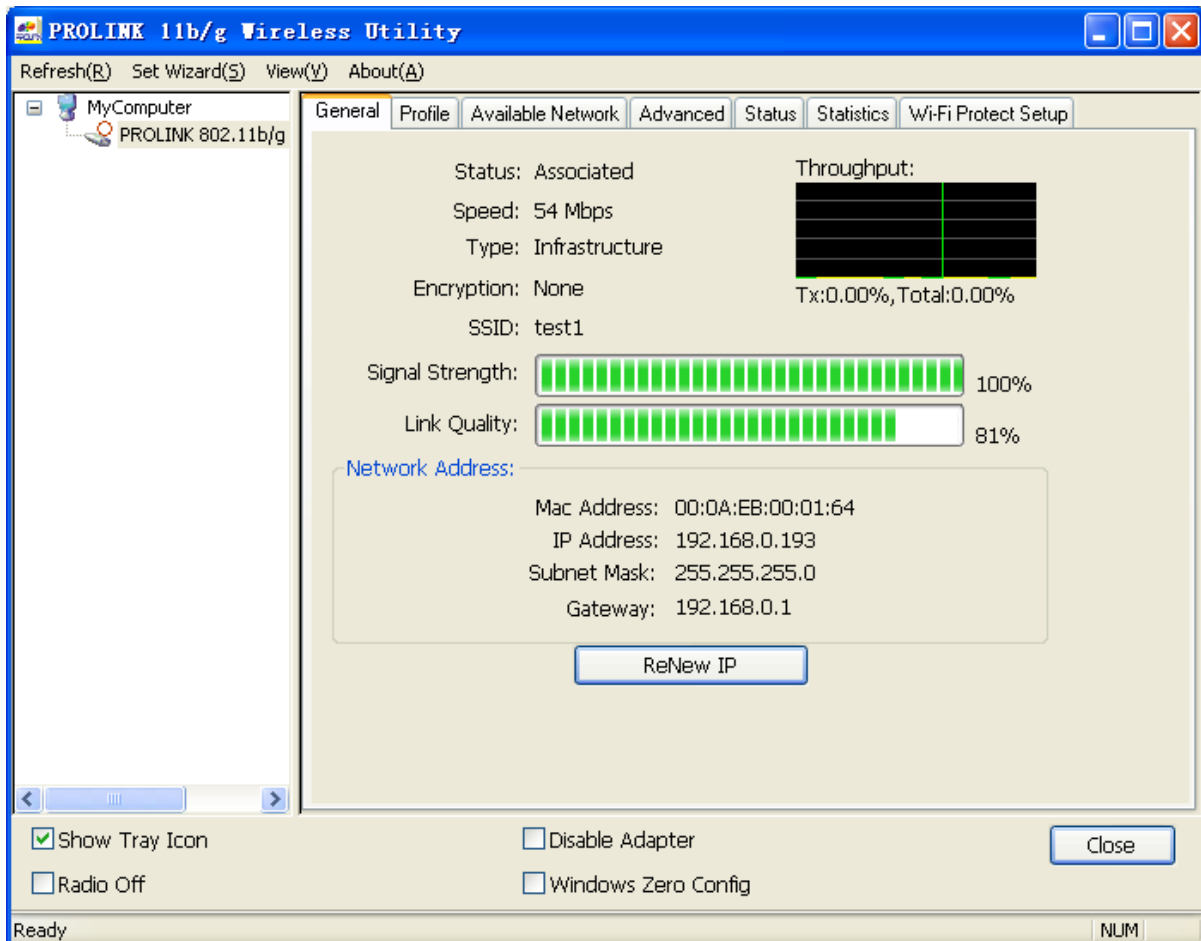 PROLINK 11b/g Wireless Utility
Refresh(R) Set Wizard(S) View(V) About(A)
MyComputer
PROLINK 802.11b/g
General Profile Available Network Advanced Status Statistics Wi-Fi Protect Setup
Status: Associated
Speed: 54 Mbps
Type: Infrastructure
Encryption: None
SSID: test1
Throughput:
Tx:0.00%,Total:0.00%
Signal Strength: 100%
Link Quality: 81%
Network Address:
Mac Address: 00:0A:EB:00:01:64
IP Address: 192.168.0.193
Subnet Mask: 255.255.255.0
Gateway: 192.168.0.1
ReNew IP
Show Tray Icon
Disable Adapter
Close
Radio Off
Windows Zero Config
Ready
NUM